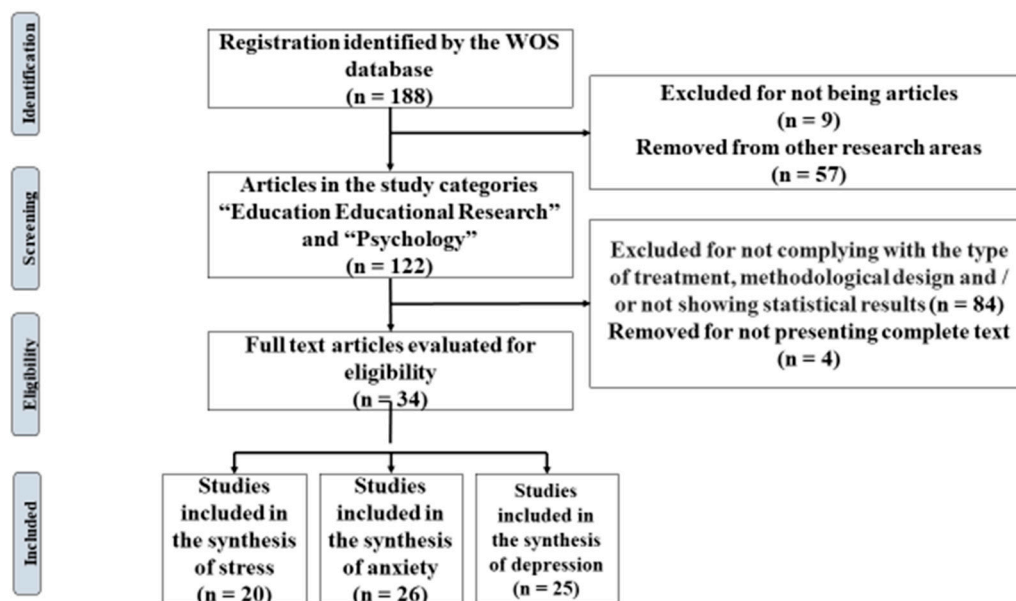 Identification
Registration identified by the WOS
database
(n = 188)
Excluded for not being articles
(n = 9)
Removed from other research areas
(n = 57)
Screening
Articles in the study categories
“Education Educational Research”
and “Psychology”
(n = 122)
Excluded for not complying with the type
of treatment, methodological design and /
or not showing statistical results (n = 84)
Removed for not presenting complete text
(n = 4)
Eligibility
Full text articles evaluated for
eligibility
(n = 34)
Included
Studies
included in
the synthesis
of stress
(n = 20)
Studies
included in
the synthesis
of anxiety
(n = 26)
Studies
included in
the synthesis
of depression
(n = 25)